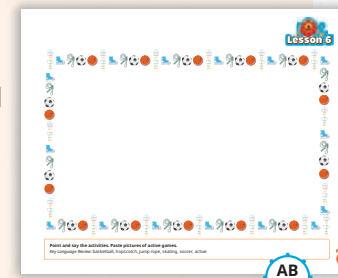 Lesson 6
Point and say the activities. Paste pictures of active games.
Key Language Review: basketball, hopscotch, jump rope, skating, soccer, active
AB